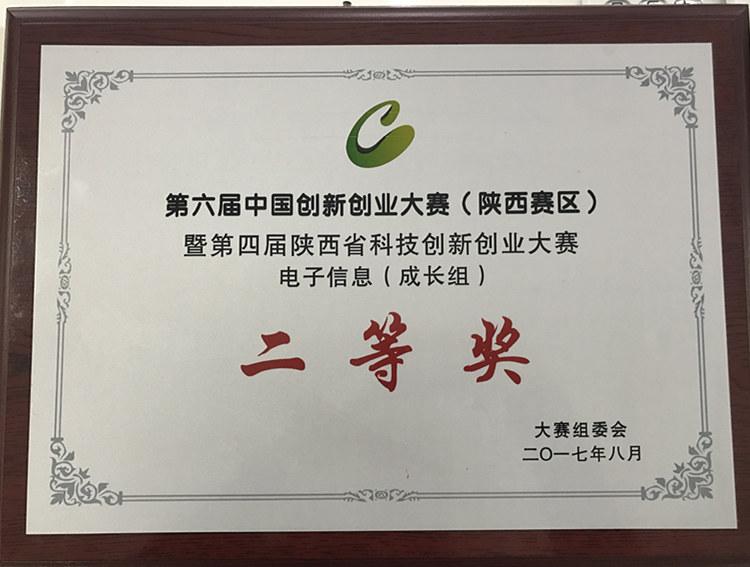 第六届中国创新创业大赛（陕西赛区）
暨第四届陕西省科技创新创业大赛
电子信息（成长组）
二等奖
大赛组委会
二〇一七年八月